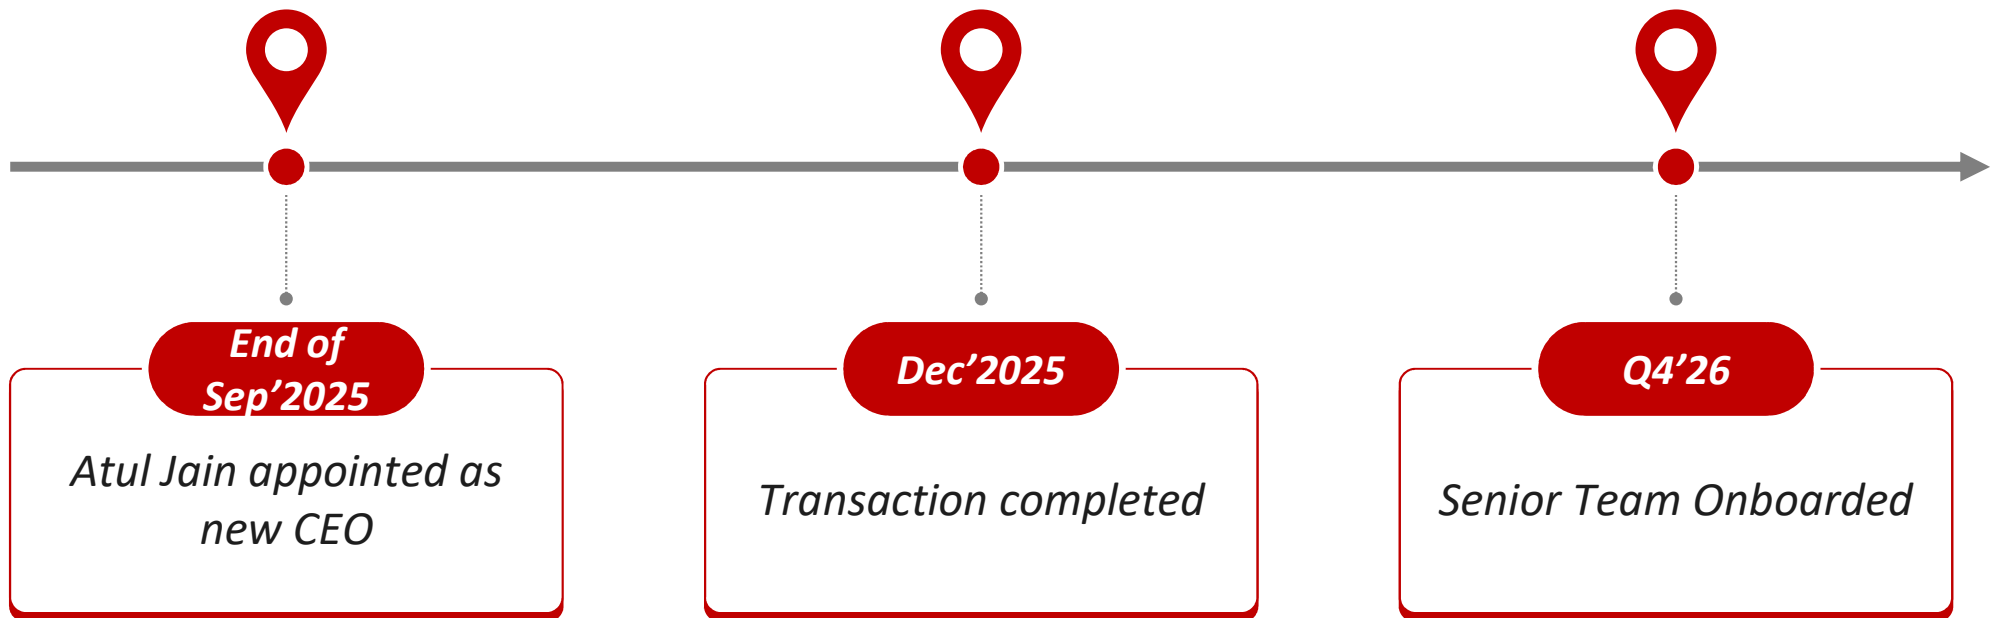 End of
Sep’2025
Atul Jain appointed as
new CEO
Dec’2025
Transaction completed
Q4’26
Senior Team Onboarded